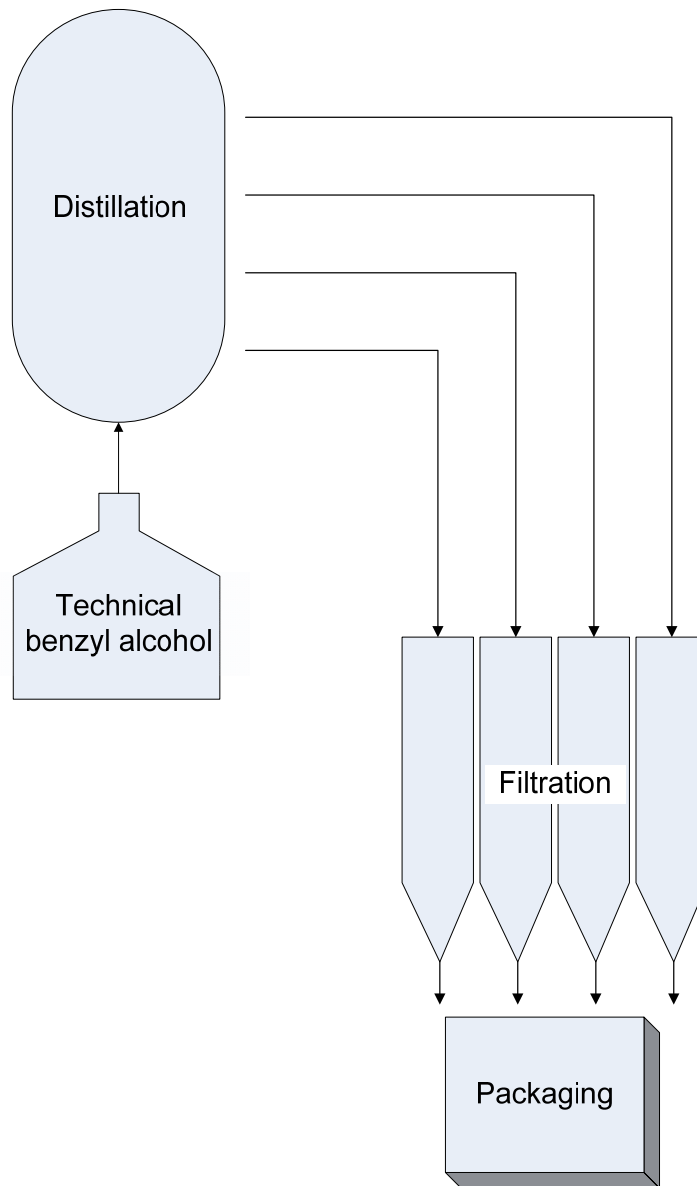 Distillation
Technical
benzyl alcohol
Filtration
Packaging